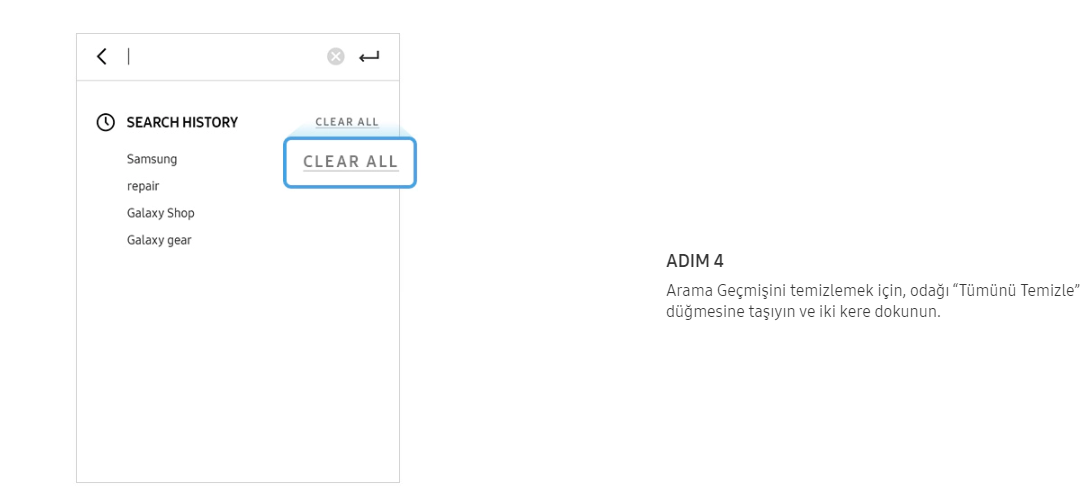 SEARCH HISTORY
CLEAR ALL
CLEAR ALL
Samsung
repair
Galaxy Shop
Galaxy gear
ADIM 4
Arama Geçmişini temizlemek için, odağı “Tümünü Temizle”
düğmesine taşıyın ve iki kere dokunun.